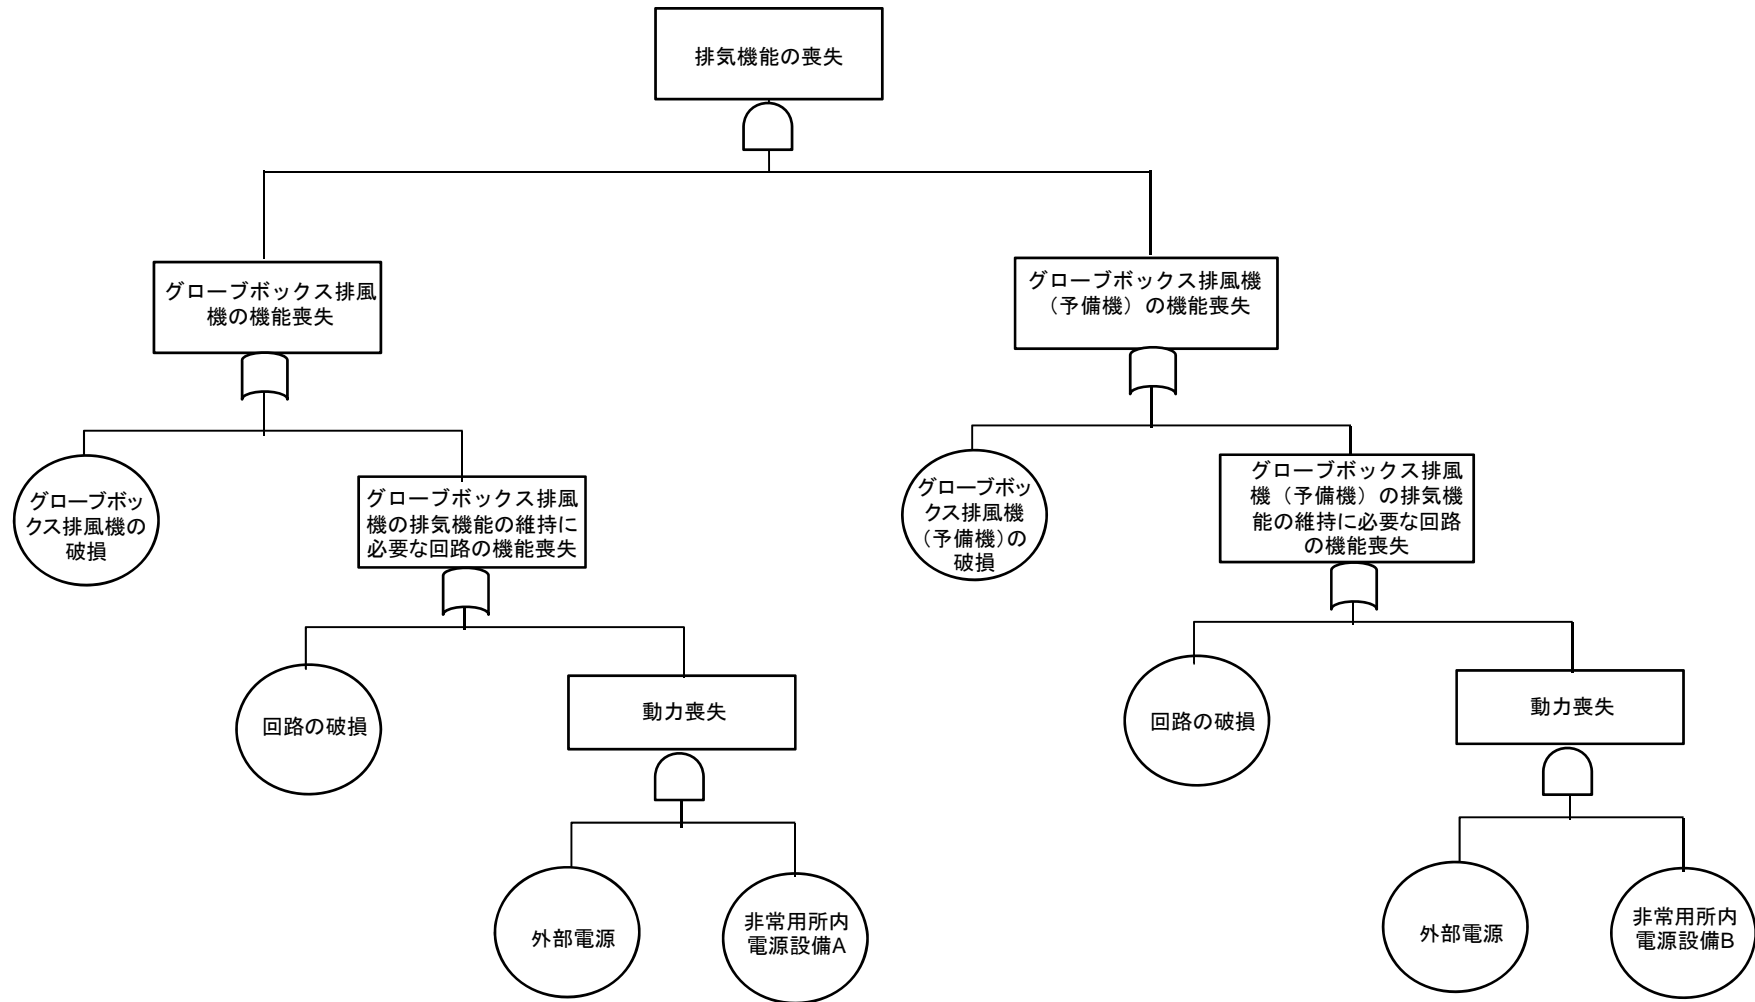 排気機能の喪失
グローブボックス排風
機の機能喪失
グローブボックス排風機
（予備機）の機能喪失
グローブボッ
クス排風機の
破損
グローブボックス排風
機の排気機能の維持に
必要な回路の機能喪失
グローブボッ
クス排風機
（予備機）の
破損
グローブボックス排風
機（予備機）の排気機
能の維持に必要な回路
の機能喪失
回路の破損
動力喪失
回路の破損
動力喪失
外部電源
非常用所内
電源設備A
外部電源
非常用所内
電源設備B